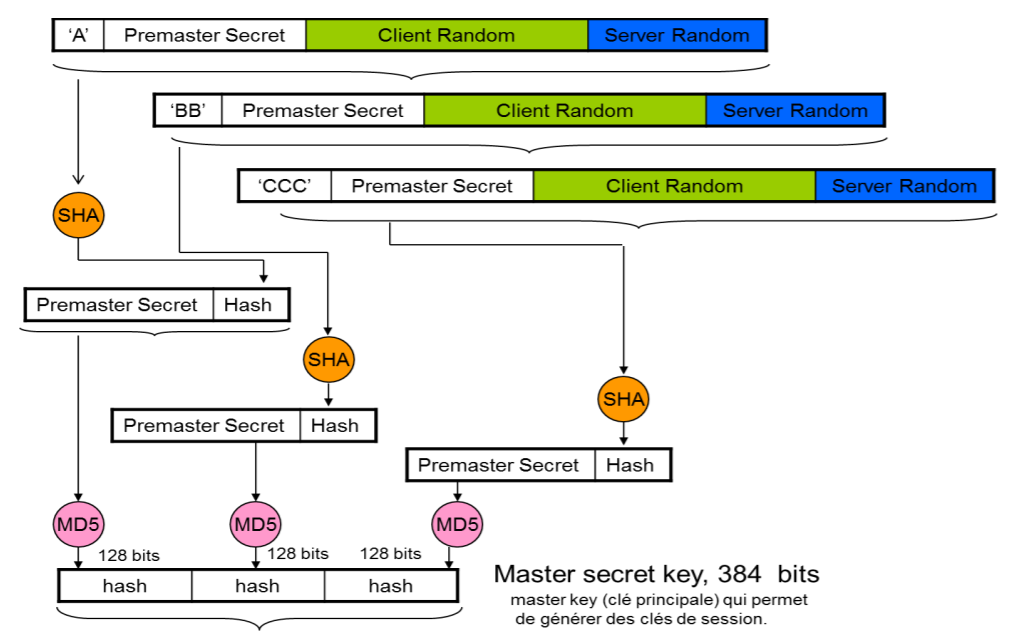 ‘A’ Premaster Secret Client Random Server Random
‘BB’ Premaster Secret Client Random Server Random
‘CCC’ Premaster Secret Client Random Server Random
SHA
Premaster Secret Hash
SHA
SHA
Premaster Secret Hash
Premaster Secret Hash
MD5 MD5 MD5
128 bits 128 bits 128 bits
hash hash hash
Master secret key, 384 bits
master key (clé principale) qui permet
de générer des clés de session.